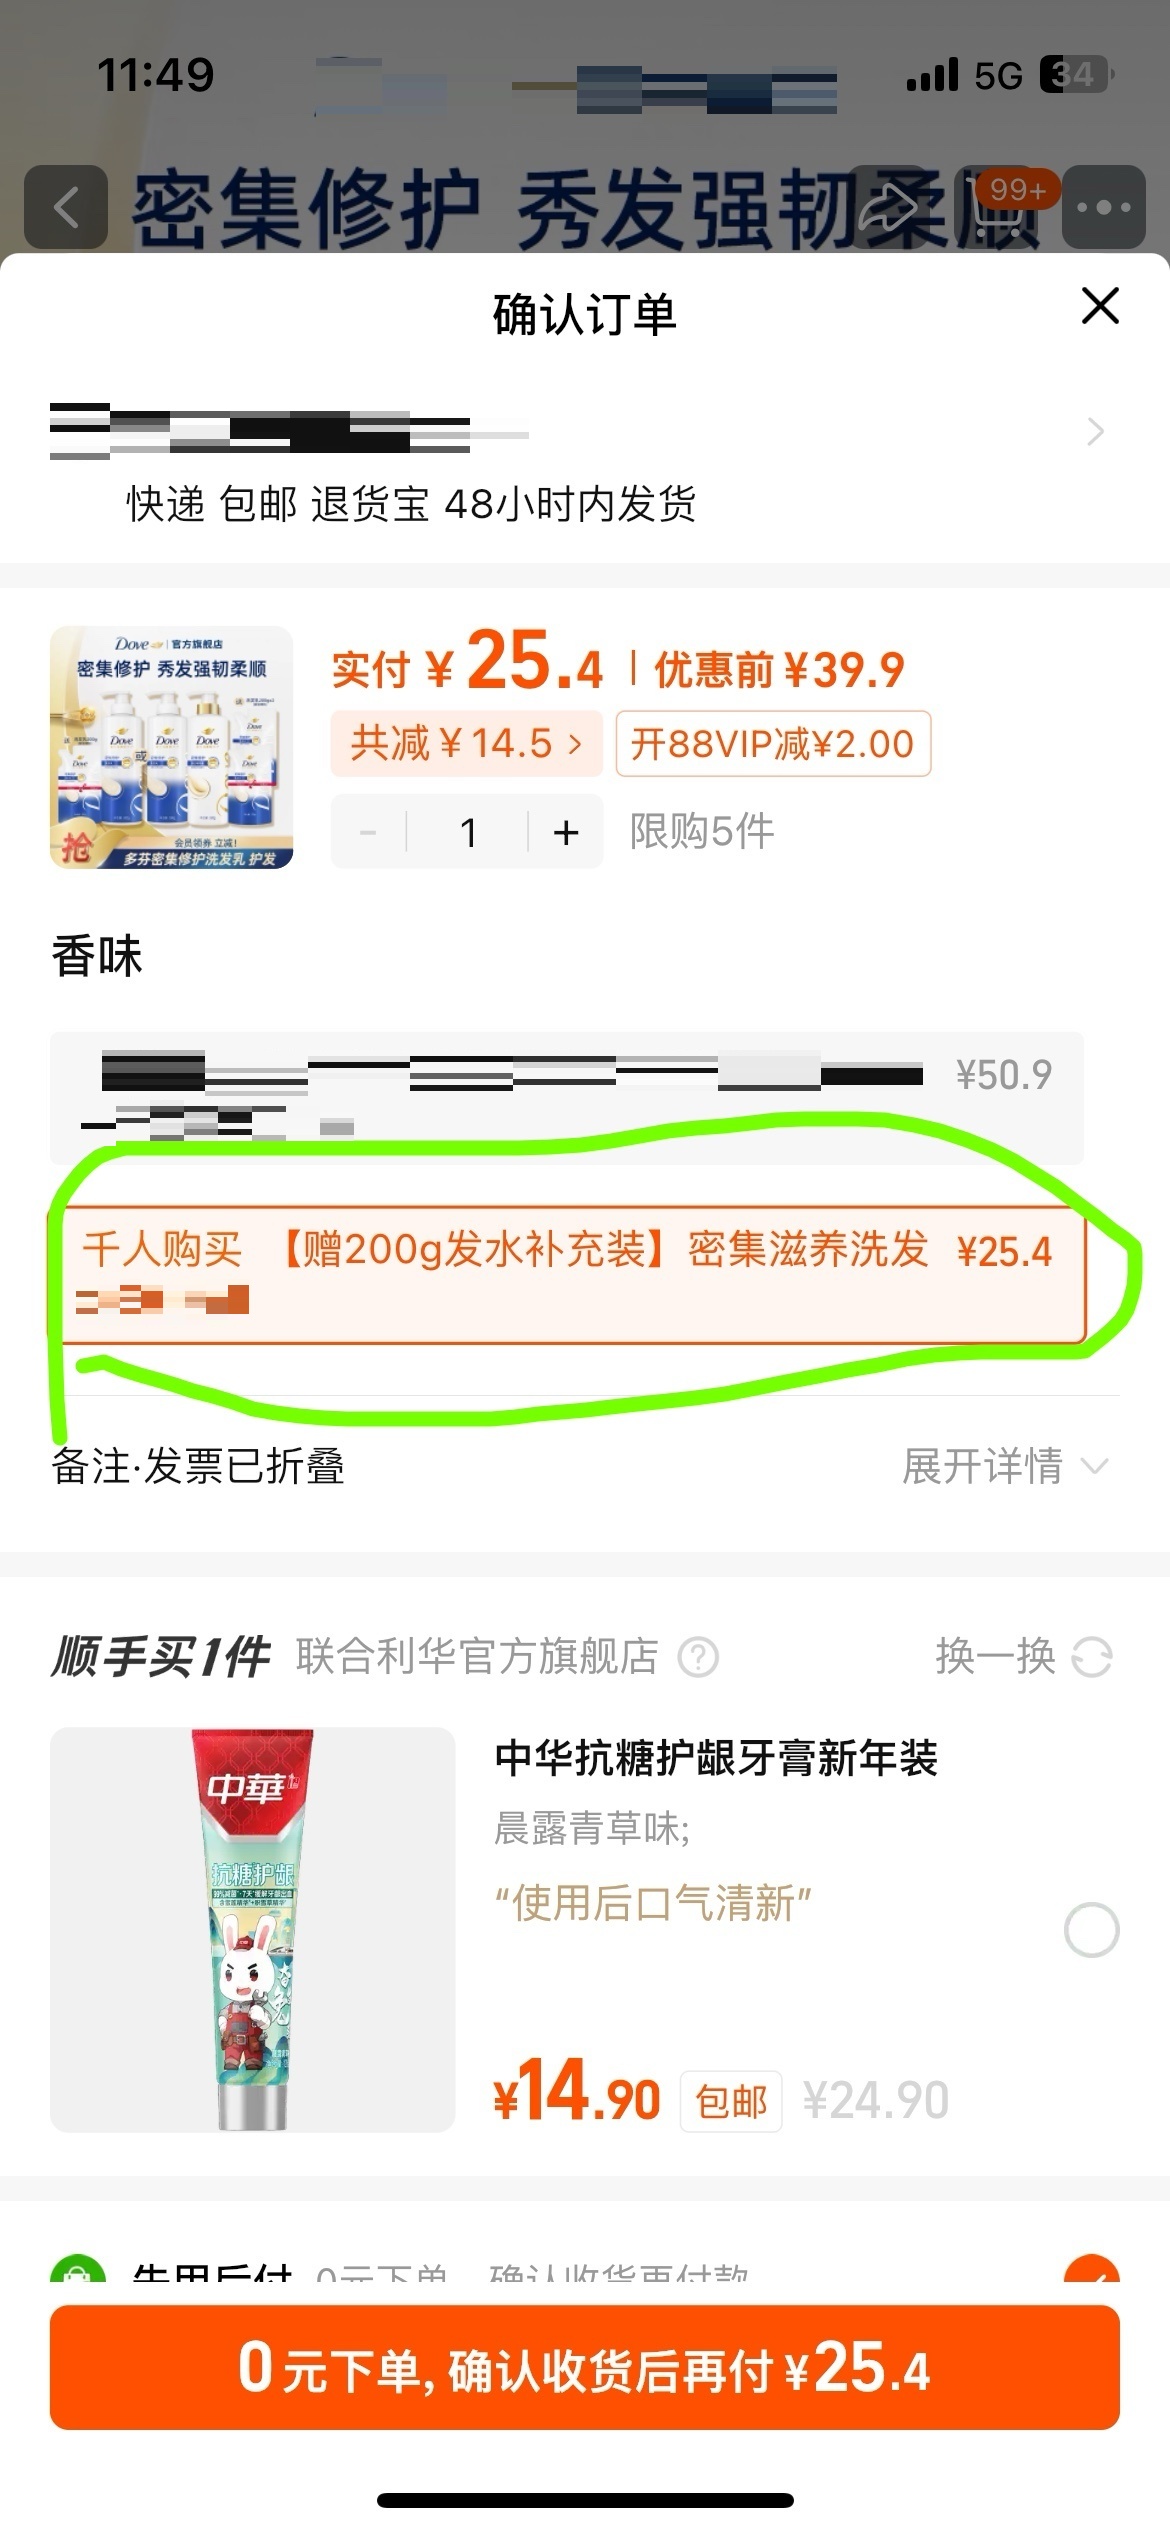 11:49
5G 34
密集修护 秀发强韧柔顺
99+
确认订单
快递 包邮 退货宝 48小时内发货
Dove 官方旗舰店
密集修护 秀发强韧柔顺
Dove
或
Dove
Dove
抢
会员领券 立减!
多芬密集修护洗发乳 护发
实付 ¥25.4 | 优惠前¥39.9
共减¥14.5 >
开88VIP减¥2.00
- 1 + 限购5件
香味
¥50.9
千人购买 【赠200g发水补充装】密集滋养洗发 ¥25.4
备注·发票已折叠 展开详情
顺手买1件 联合利华官方旗舰店 ? 换一换
中華
抗糖护龈
中华抗糖护龈牙膏新年装
晨露青草味;
“使用后口气清新”
¥14.90 包邮 ¥24.90
先用后付 0元下单，确认收货再付款
0元下单, 确认收货后再付¥25.4